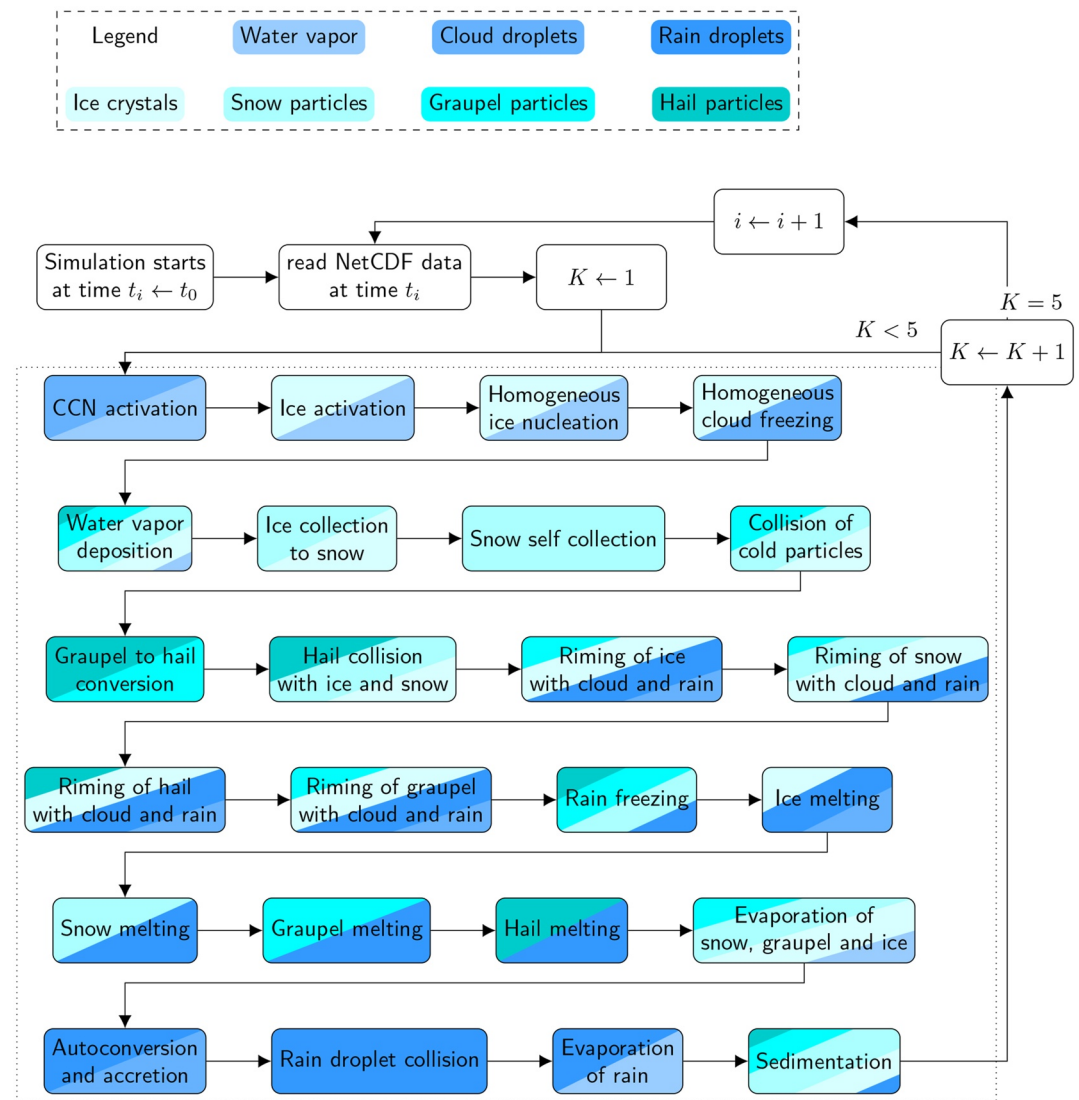 Legend
Water vapor
Cloud droplets
Rain droplets
Ice crystals
Snow particles
Graupel particles
Hail particles
i ← i + 1
Simulation starts
at time t_i ← t_0
read NetCDF data
at time t_i
K ← 1
K = 5
K < 5
K ← K + 1
CCN activation
Ice activation
Homogeneous
ice nucleation
Homogeneous
cloud freezing
Water vapor
deposition
Ice collection
to snow
Snow self collection
Collision of
cold particles
Graupel to hail
conversion
Hail collision
with ice and snow
Riming of ice
with cloud and rain
Riming of snow
with cloud and rain
Riming of hail
with cloud and rain
Riming of graupel
with cloud and rain
Rain freezing
Ice melting
Snow melting
Graupel melting
Hail melting
Evaporation of
snow, graupel and ice
Autoconversion
and accretion
Rain droplet collision
Evaporation
of rain
Sedimentation